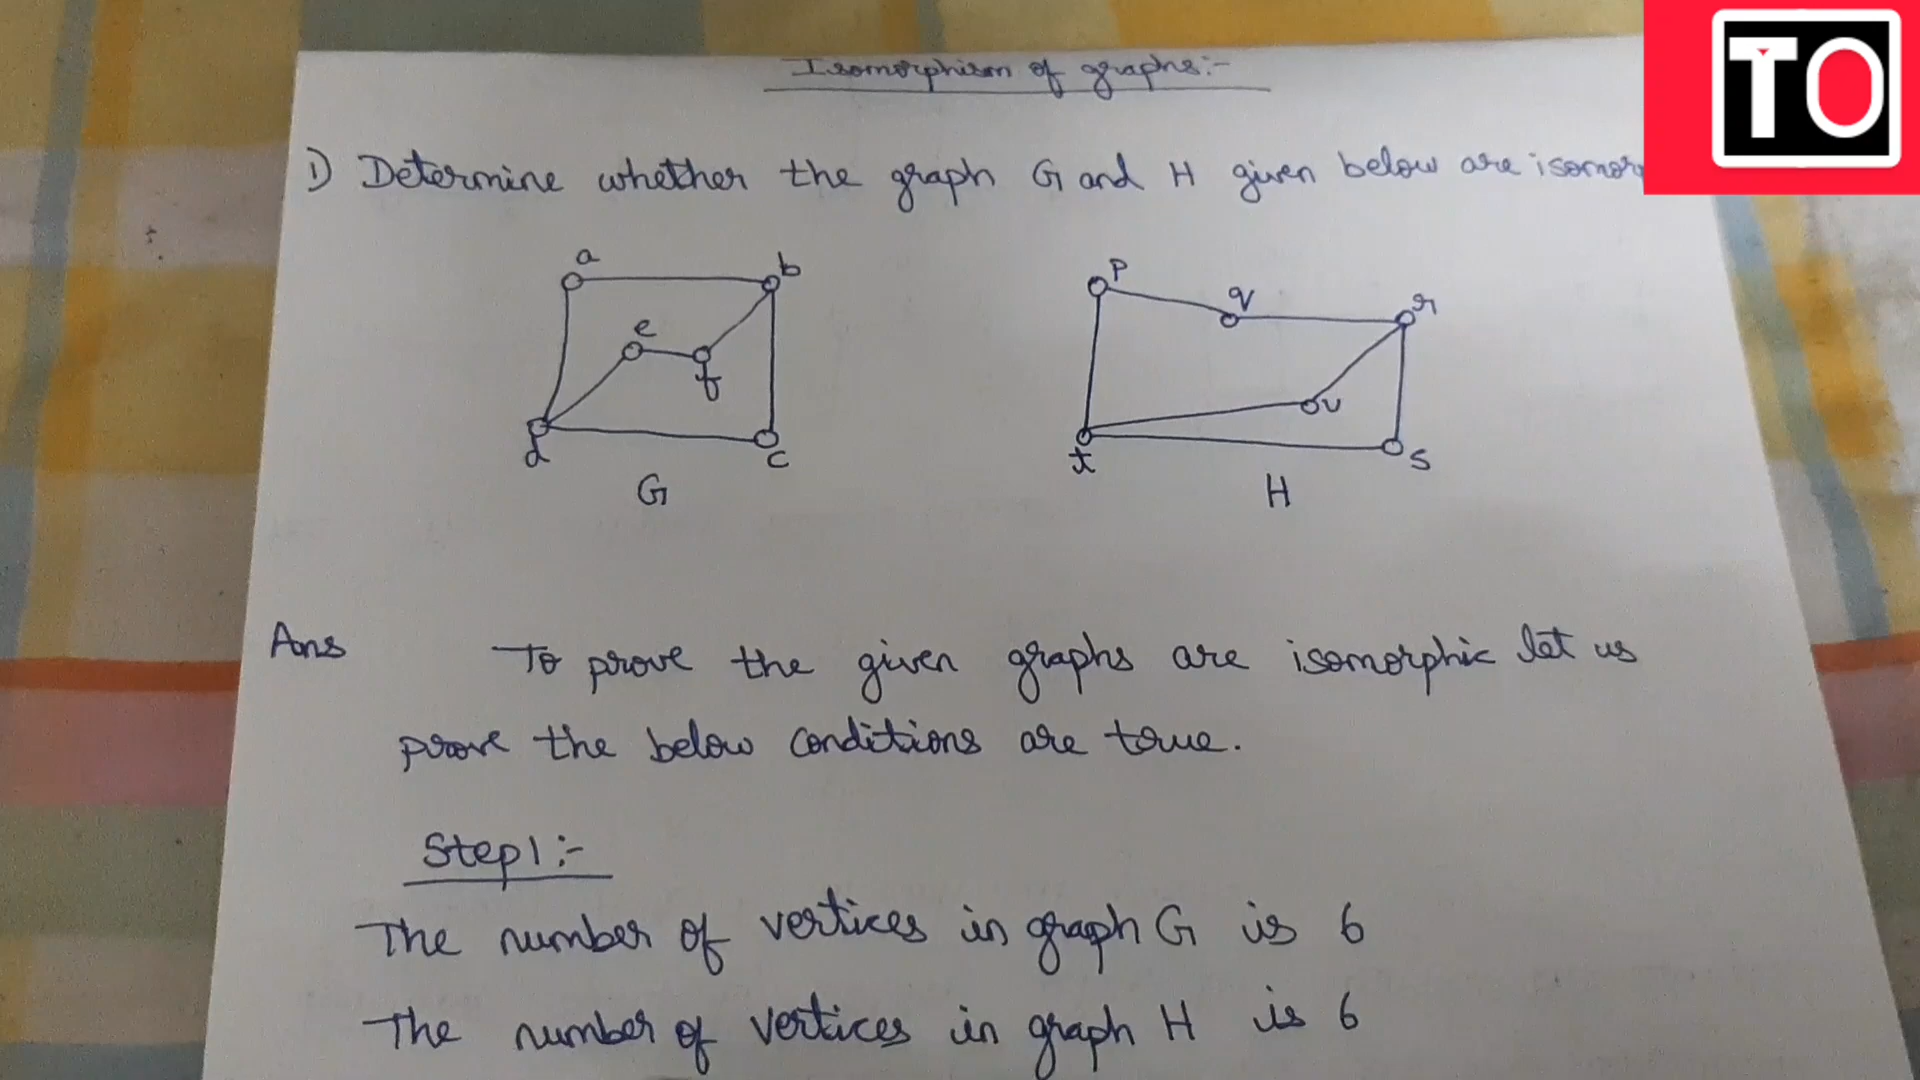 TO
Isomorphism of graphs:-
1) Determine whether the graph G and H given below are isomor
a b p q r
e f
d c t u s
G H
Ans To prove the given graphs are isomorphic let us
prove the below conditions are true.
Step1:-
The number of vertices in graph G is 6
The number of vertices in graph H is 6